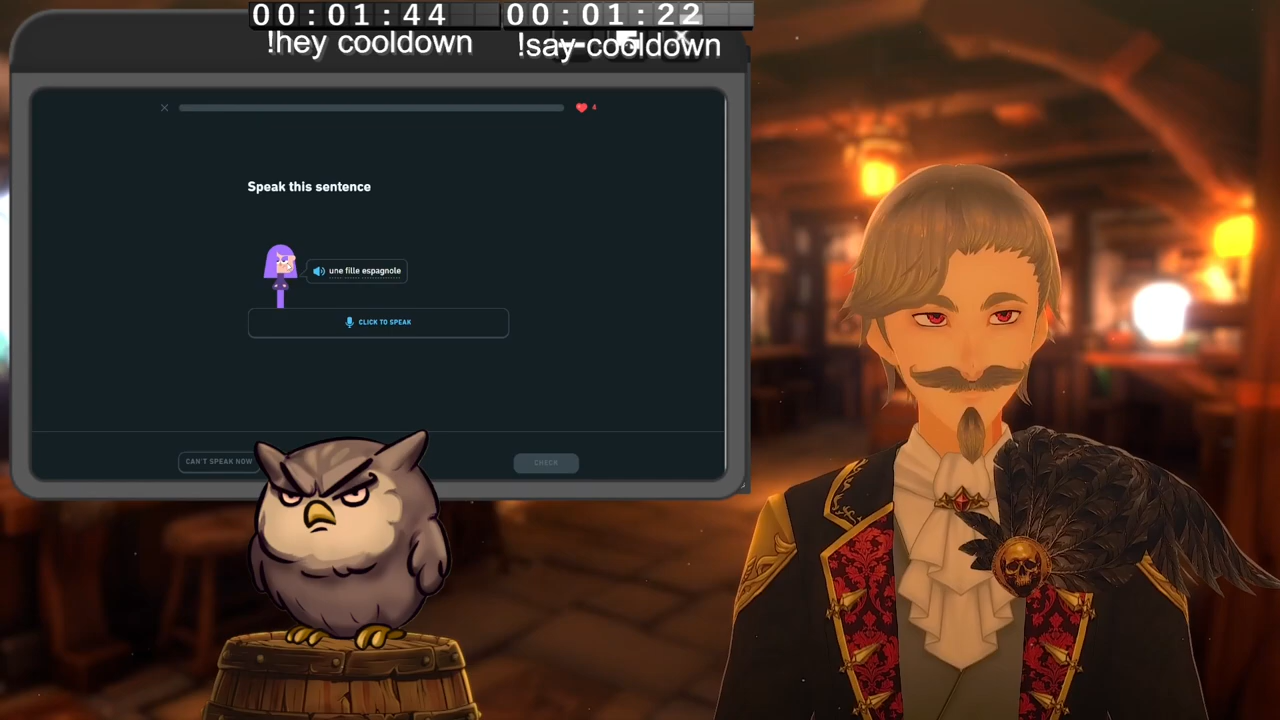 00:01:44
00:01:22
!hey cooldown
!say cooldown
4
Speak this sentence
une fille espagnole
CLICK TO SPEAK
CAN'T SPEAK NOW
CHECK